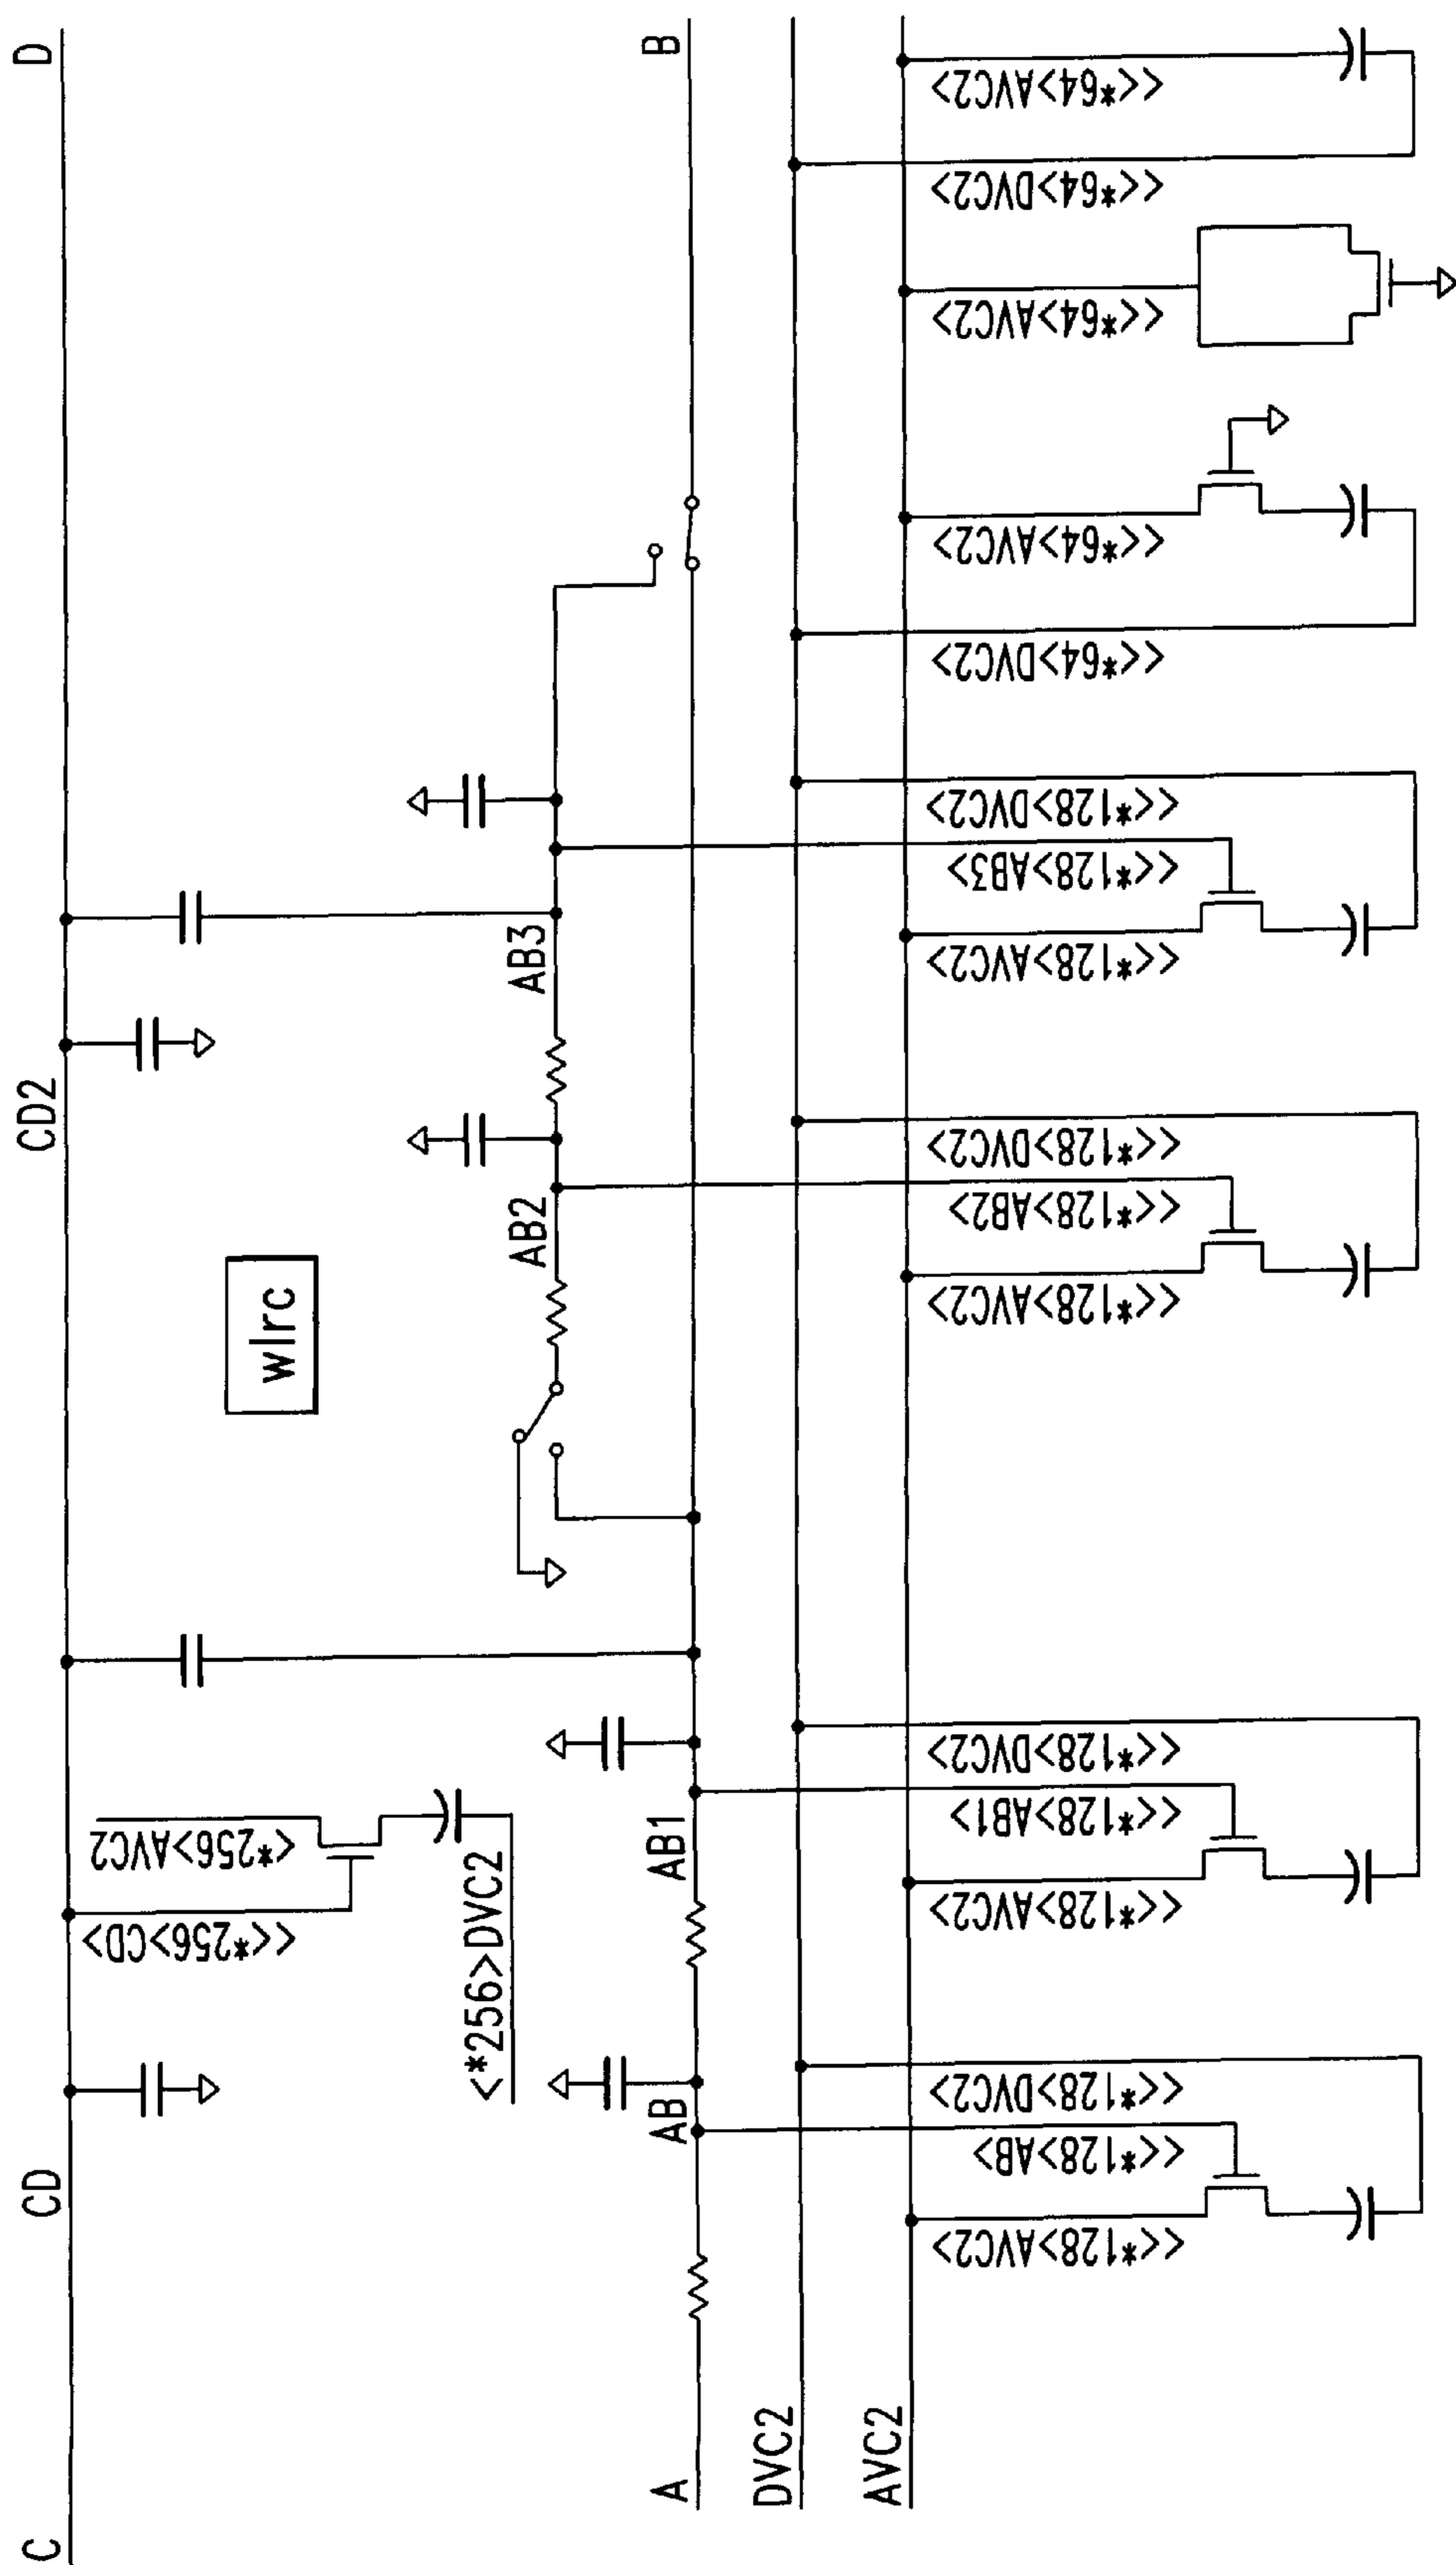 C
CD
CD2
D
<<*256>CD>
<*256>AVC2
<*256>DVC2
wlrc
A
AB
AB1
AB2
AB3
B
DVC2
AVC2
<<*128>AVC2>
<<*128>AB>
<<*128>DVC2>
<<*128>AVC2>
<<*128>AB1>
<<*128>DVC2>
<<*128>AVC2>
<<*128>AB2>
<<*128>DVC2>
<<*128>AVC2>
<<*128>AB3>
<<*128>DVC2>
<<*64>DVC2>
<<*64>AVC2>
<<*64>AVC2>
<<*64>DVC2>
<<*64>AVC2>